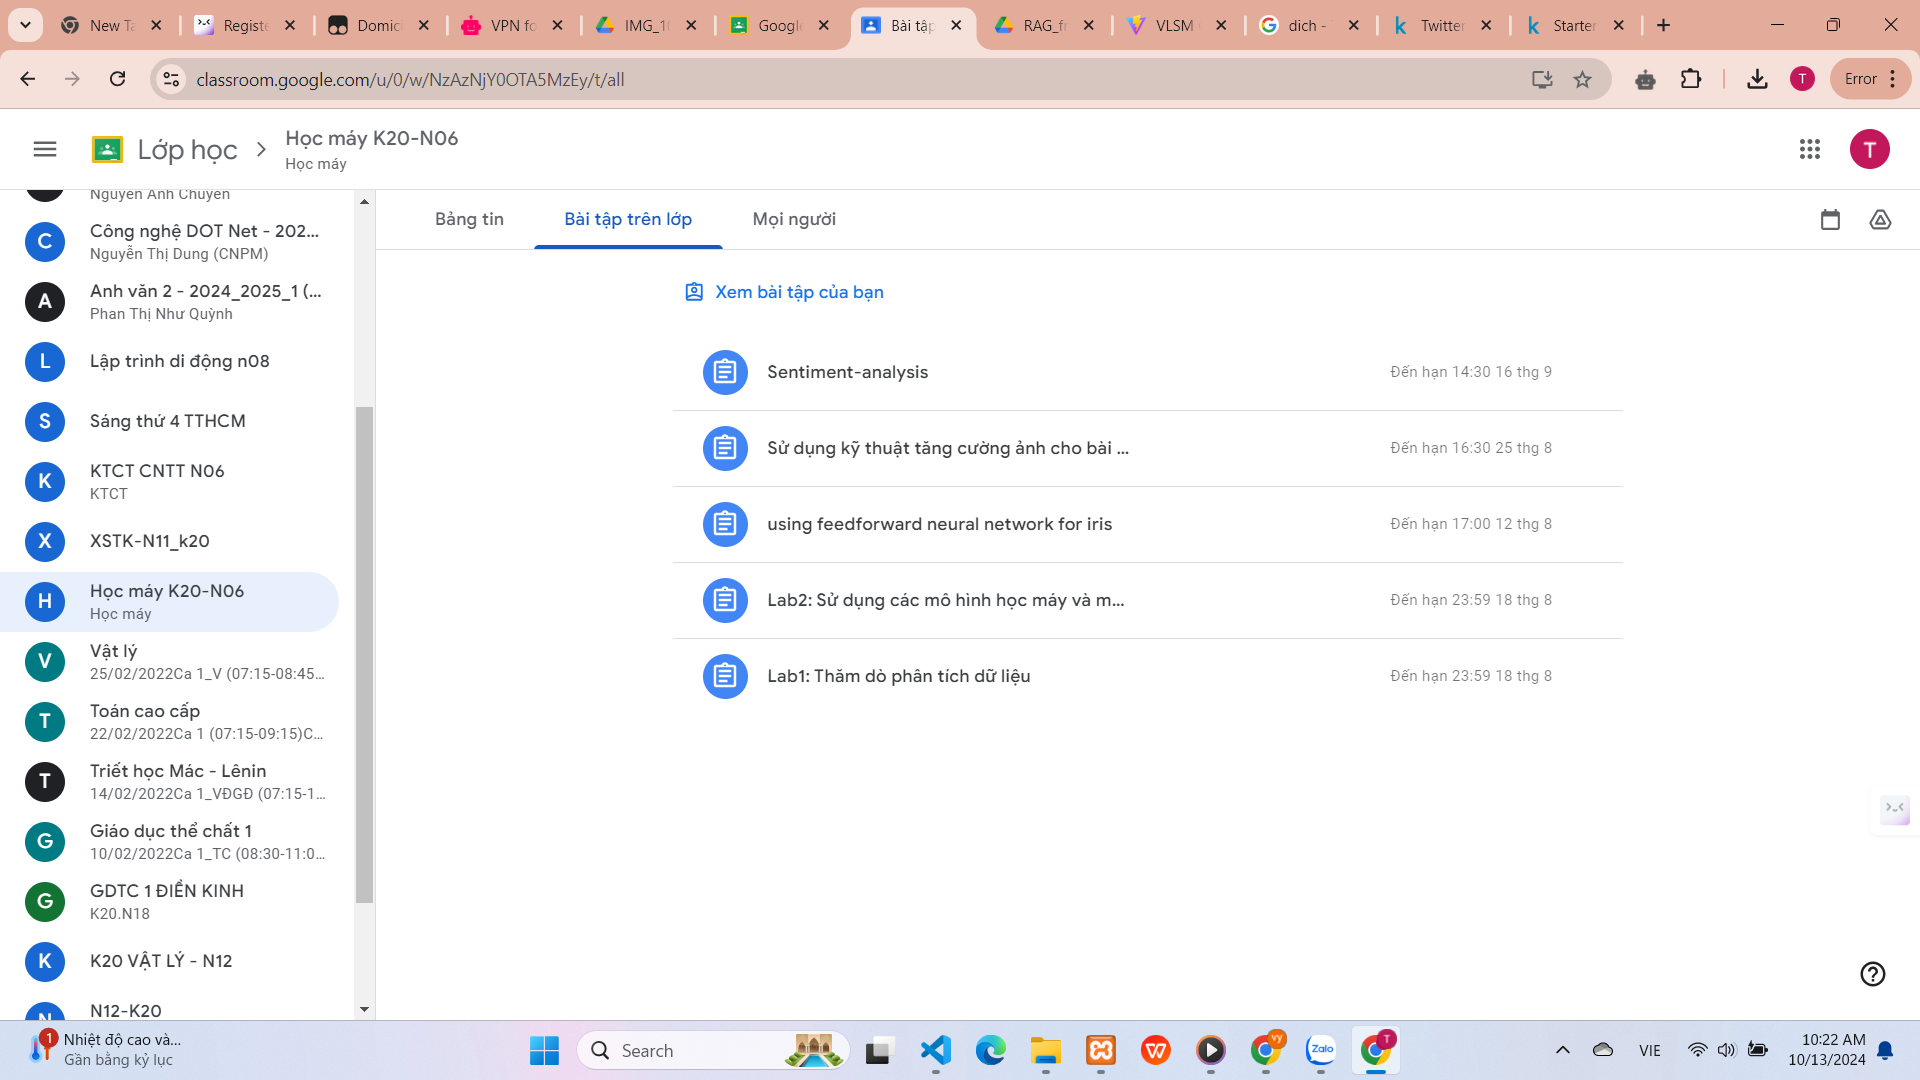 New Ta
Registe
Domic
VPN fo
IMG_10
Google
Bài tập
RAG_fr
VLSM
dich -
Twitter
Starter
classroom.google.com/u/0/w/NzAzNjY0OTA5MzEy/t/all
T
Error
Lớp học
Học máy K20-N06
Học máy
T
Nguyễn Anh Chuyên
C
Công nghệ DOT Net - 202...
Nguyễn Thị Dung (CNPM)
A
Anh văn 2 - 2024_2025_1 (...
Phan Thị Như Quỳnh
L
Lập trình di động n08
S
Sáng thứ 4 TTHCM
K
KTCT CNTT N06
KTCT
X
XSTK-N11_k20
H
Học máy K20-N06
Học máy
V
Vật lý
25/02/2022Ca 1_V (07:15-08:45...
T
Toán cao cấp
22/02/2022Ca 1 (07:15-09:15)C...
T
Triết học Mác - Lênin
14/02/2022Ca 1_VĐGĐ (07:15-1...
G
Giáo dục thể chất 1
10/02/2022Ca 1_TC (08:30-11:0...
G
GDTC 1 ĐIỀN KINH
K20.N18
K
K20 VẬT LÝ - N12
N
N12-K20
Bảng tin
Bài tập trên lớp
Mọi người
Xem bài tập của bạn
Sentiment-analysis
Đến hạn 14:30 16 thg 9
Sử dụng kỹ thuật tăng cường ảnh cho bài ...
Đến hạn 16:30 25 thg 8
using feedforward neural network for iris
Đến hạn 17:00 12 thg 8
Lab2: Sử dụng các mô hình học máy và m...
Đến hạn 23:59 18 thg 8
Lab1: Thăm dò phân tích dữ liệu
Đến hạn 23:59 18 thg 8
1
Nhiệt độ cao và...
Gần bằng kỷ lục
Search
vy
Zalo
T
VIE
10:22 AM
10/13/2024